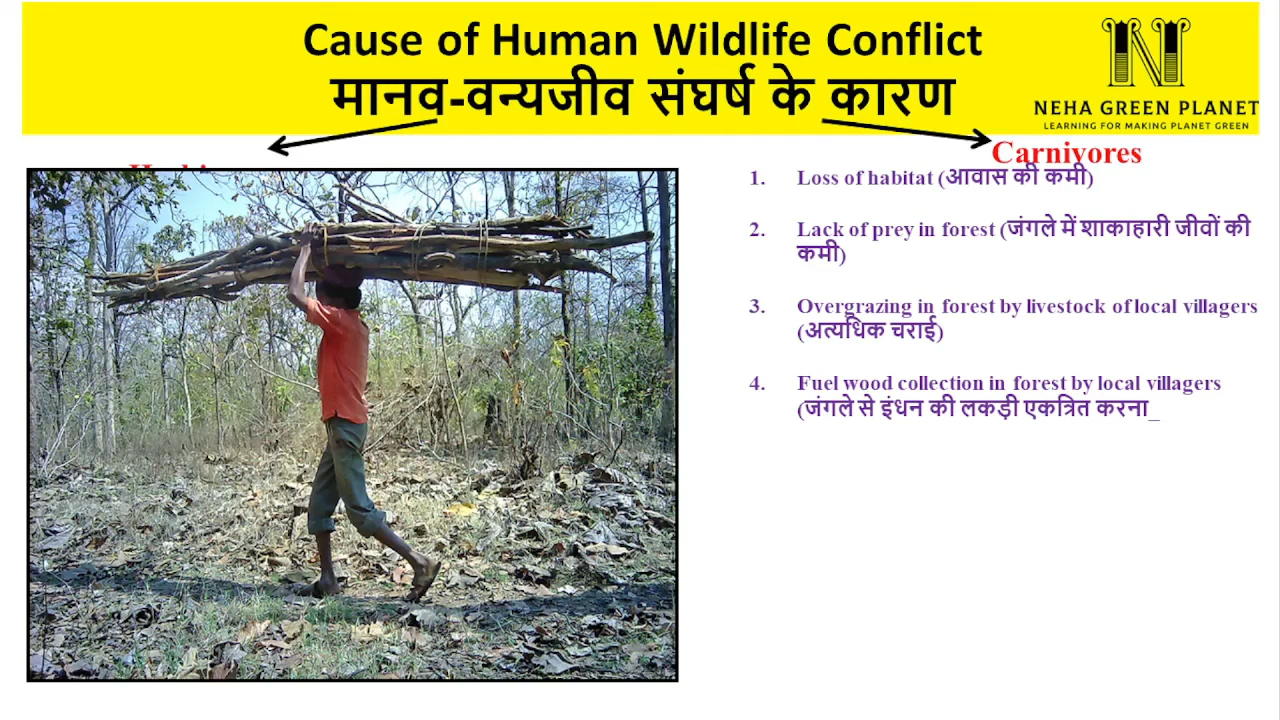 Cause of Human Wildlife Conflict
मानव-वन्यजीव संघर्ष के कारण
N
NEHA GREEN PLANET
LEARNING FOR MAKING PLANET GREEN
Carnivores
1. Loss of habitat (आवास की कमी)
2. Lack of prey in forest (जंगले में शाकाहारी जीवों की
कमी)
3. Overgrazing in forest by livestock of local villagers
(अत्यधिक चराई)
4. Fuel wood collection in forest by local villagers
(जंगले से इंधन की लकड़ी एकत्रित करना_